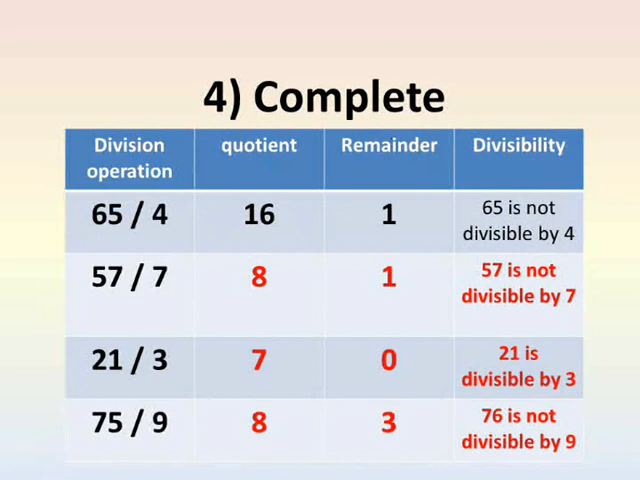 4) Complete
Division operation quotient Remainder Divisibility
65 / 4 16 1 65 is not divisible by 4
57 / 7 8 1 57 is not divisible by 7
21 / 3 7 0 21 is divisible by 3
75 / 9 8 3 76 is not divisible by 9